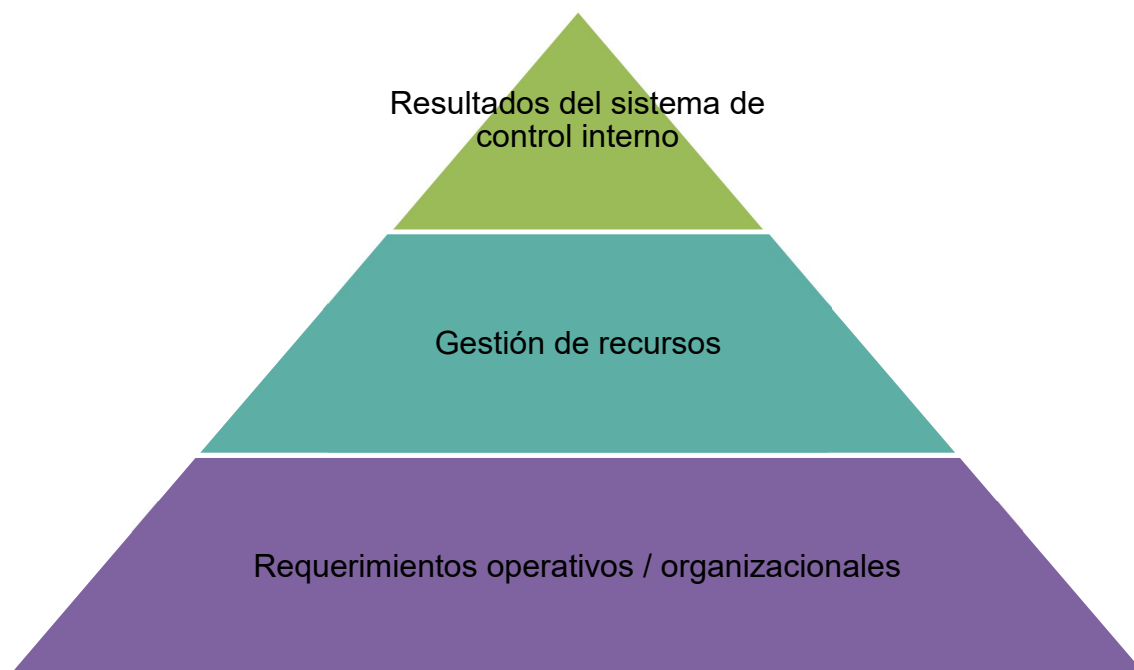 Resultados del sistema de
control interno
Gestión de recursos
Requerimientos operativos / organizacionales